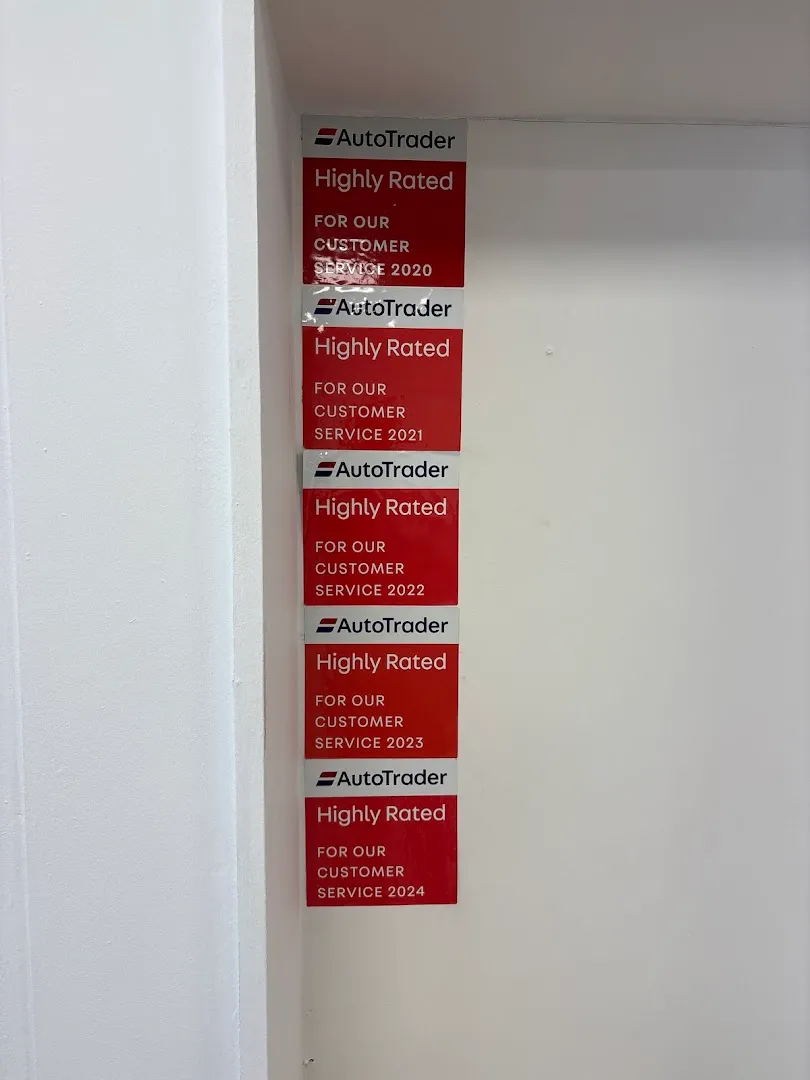 AutoTrader
Highly Rated
FOR OUR
CUSTOMER
SERVICE 2020
AutoTrader
Highly Rated
FOR OUR
CUSTOMER
SERVICE 2021
AutoTrader
Highly Rated
FOR OUR
CUSTOMER
SERVICE 2022
AutoTrader
Highly Rated
FOR OUR
CUSTOMER
SERVICE 2023
AutoTrader
Highly Rated
FOR OUR
CUSTOMER
SERVICE 2024